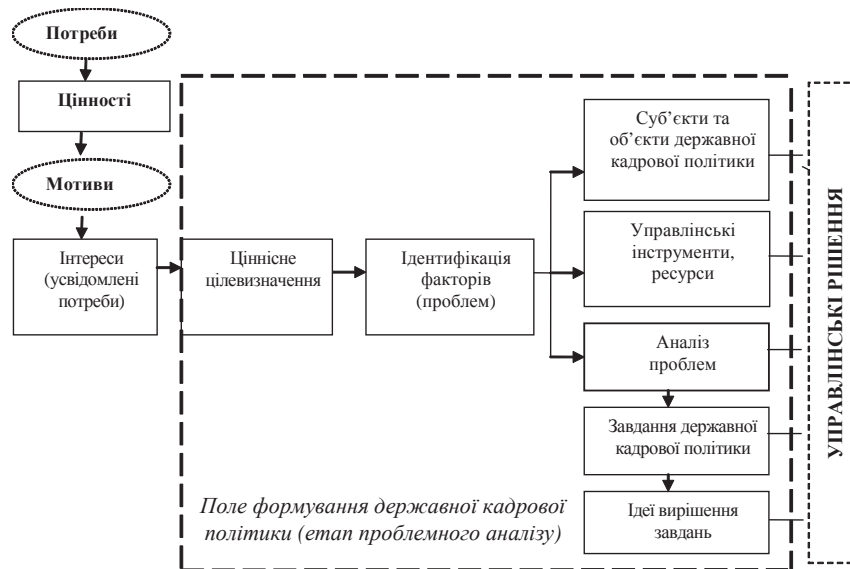 Потреби
Цінності
Мотиви
Інтереси
(усвідомлені
потреби)
Ціннісне
цілевизначення
Ідентифікація
факторів
(проблем)
Суб’єкти та
об’єкти державної
кадрової політики
Управлінські
інструменти,
ресурси
Аналіз
проблем
Завдання державної
кадрової політики
Ідеї вирішення
завдань
Поле формування державної кадрової
політики (етап проблемного аналізу)
УПРАВЛІНСЬКІ РІШЕННЯ